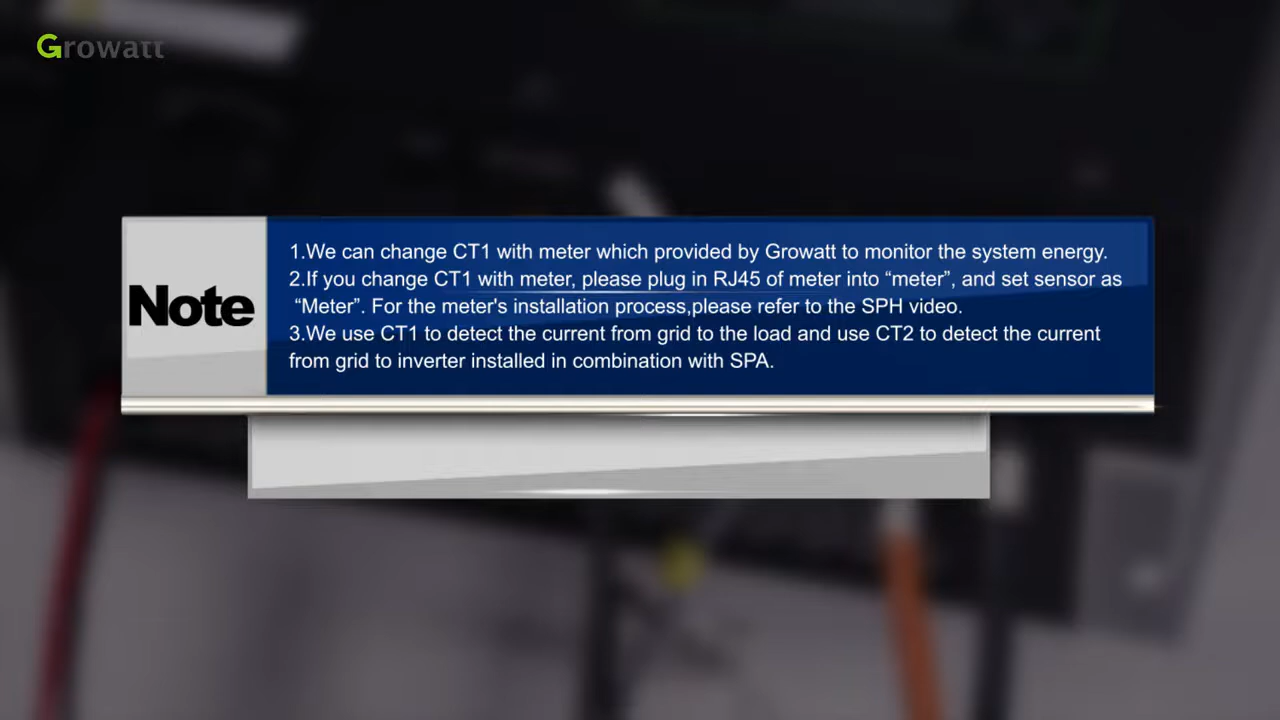 Growatt
Note
1.We can change CT1 with meter which provided by Growatt to monitor the system energy.
2.If you change CT1 with meter, please plug in RJ45 of meter into “meter”, and set sensor as
“Meter”. For the meter's installation process,please refer to the SPH video.
3.We use CT1 to detect the current from grid to the load and use CT2 to detect the current
from grid to inverter installed in combination with SPA.